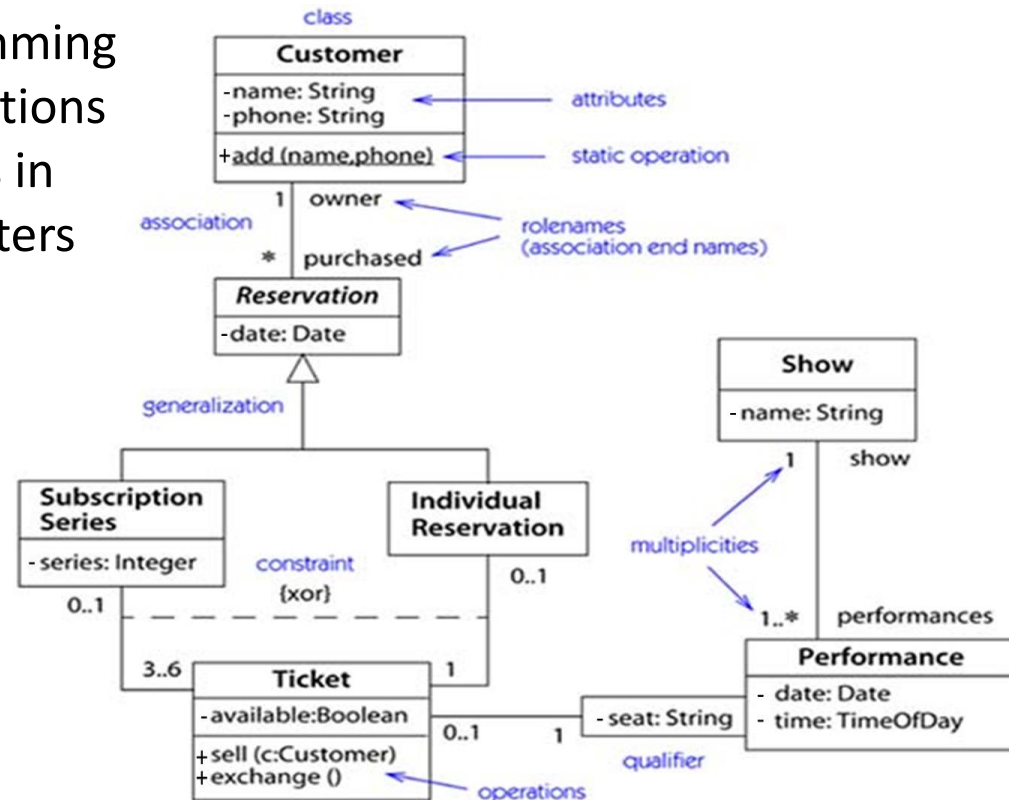 class
Customer
-name: String
-phone: String
attributes
+add (name,phone)
static operation
1 owner
association
rolenames
(association end names)
* purchased
Reservation
-date: Date
generalization
Show
- name: String
1 show
Subscription
Series
- series: Integer
Individual
Reservation
multiplicities
constraint
{xor}
0..1
0..1
1..* performances
Performance
- date: Date
- time: TimeOfDay
3..6
1
Ticket
-available:Boolean
+sell (c:Customer)
+exchange ()
0..1
1
- seat: String
qualifier
operations
in